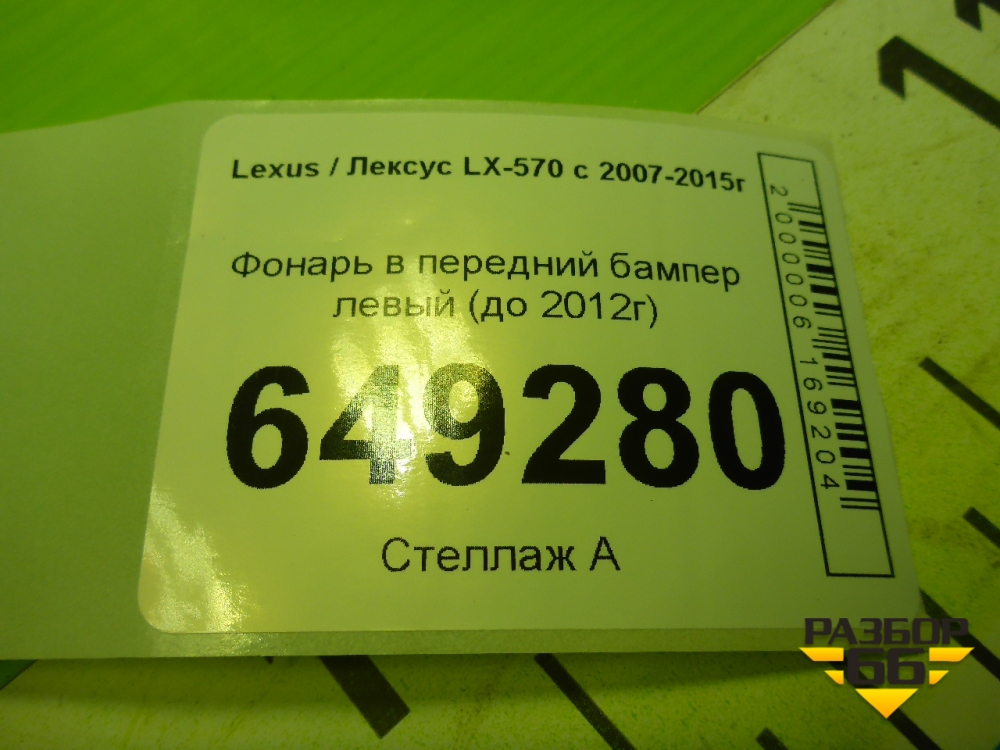 Lexus / Лексус LX-570 с 2007-2015г
Фонарь в передний бампер
левый (до 2012г)
649280
Стеллаж А
2000006169204
РАЗБОР
66